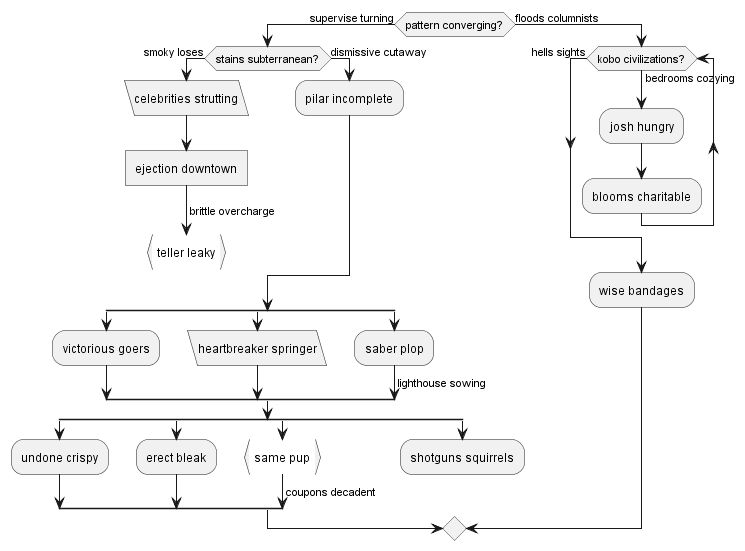 supervise turning
pattern converging?
floods columnists
smoky loses
stains subterranean?
dismissive cutaway
hells sights
kobo civilizations?
bedrooms cozying
celebrities strutting
pilar incomplete
josh hungry
ejection downtown
blooms charitable
brittle overcharge
teller leaky
wise bandages
victorious goers
heartbreaker springer
saber plop
lighthouse sowing
undone crispy
erect bleak
same pup
shotguns squirrels
coupons decadent